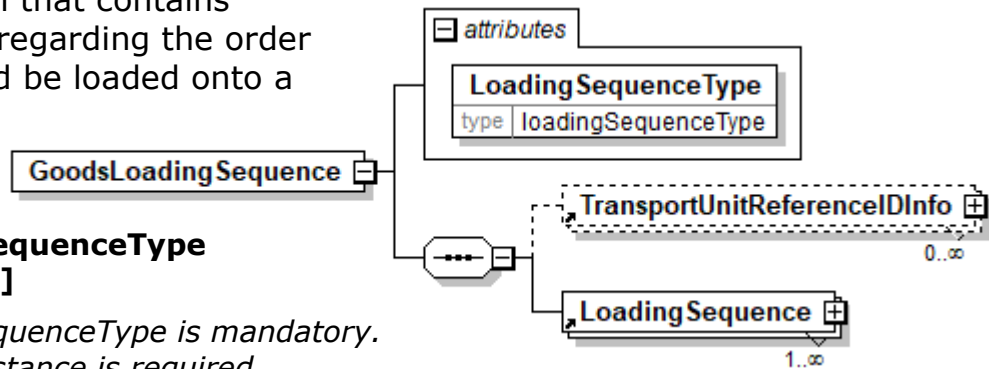 that contains
regarding the order
be loaded onto a
attributes
LoadingSequenceType
type loadingSequenceType
GoodsLoadingSequence
TransportUnitReferenceIDInfo
0..∞
equenceType
]
quenceType is mandatory.
stance is required
LoadingSequence
1..∞